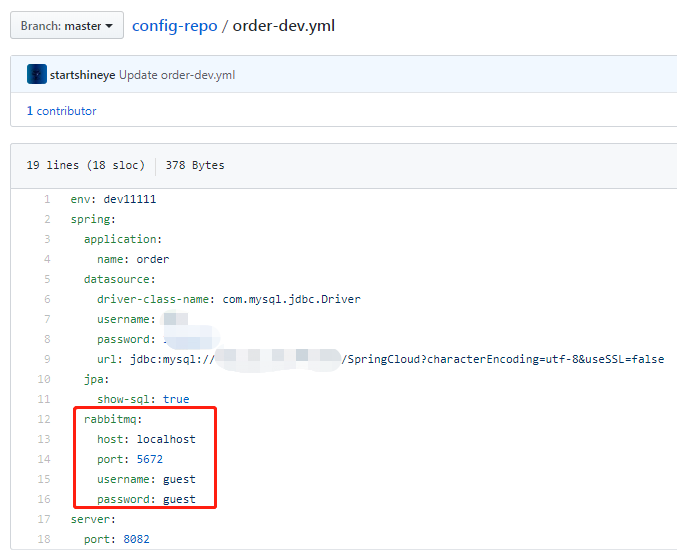 Branch: master
config-repo / order-dev.yml
startshineye Update order-dev.yml
1 contributor
19 lines (18 sloc) 378 Bytes
1 env: dev11111
2 spring:
3 application:
4 name: order
5 datasource:
6 driver-class-name: com.mysql.jdbc.Driver
7 username:
8 password:
9 url: jdbc:mysql:///SpringCloud?characterEncoding=utf-8&useSSL=false
10 jpa:
11 show-sql: true
12 rabbitmq:
13 host: localhost
14 port: 5672
15 username: guest
16 password: guest
17 server:
18 port: 8082